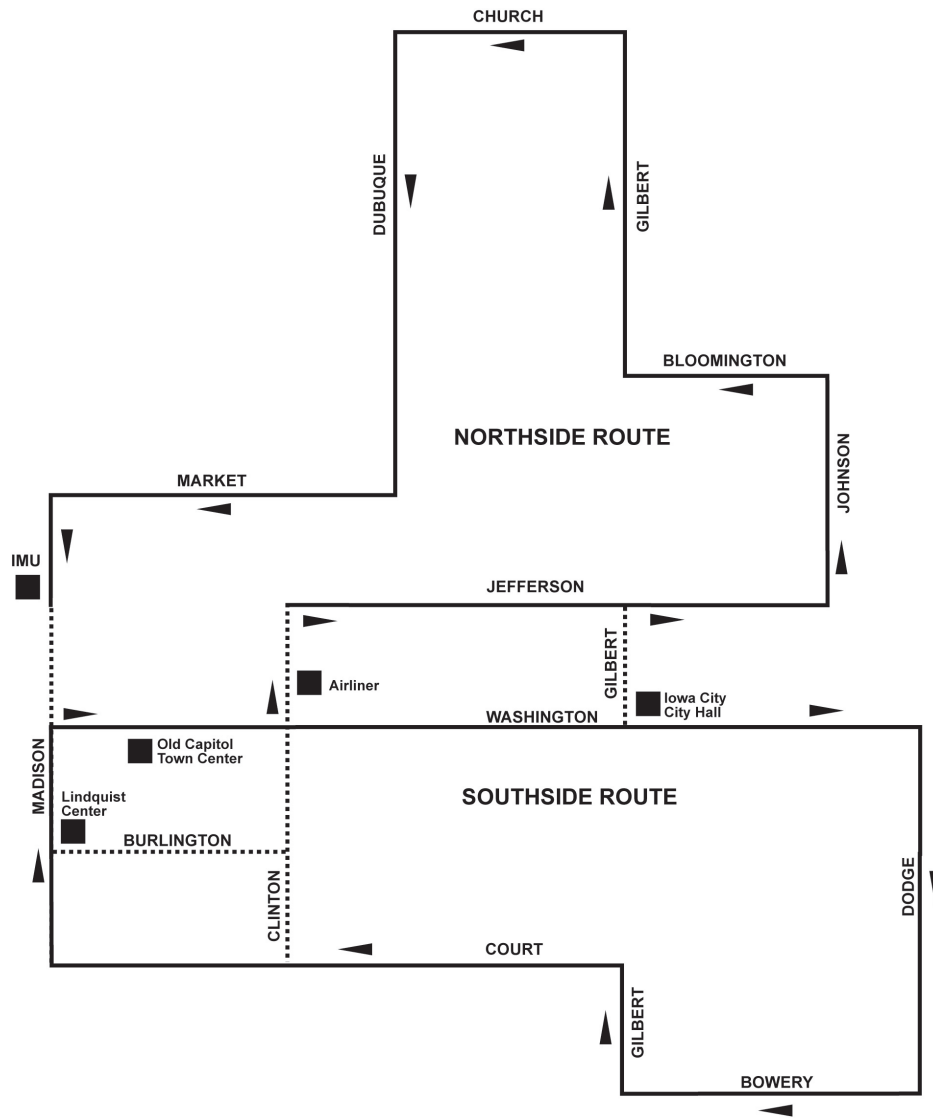 CHURCH
DUBUQUE
GILBERT
BLOOMINGTON
NORTHSIDE ROUTE
JOHNSON
MARKET
IMU
JEFFERSON
GILBERT
Airliner
Iowa City
City Hall
WASHINGTON
MADISON
Old Capitol
Town Center
Lindquist
Center
SOUTHSIDE ROUTE
BURLINGTON
CLINTON
DODGE
COURT
GILBERT
BOWERY